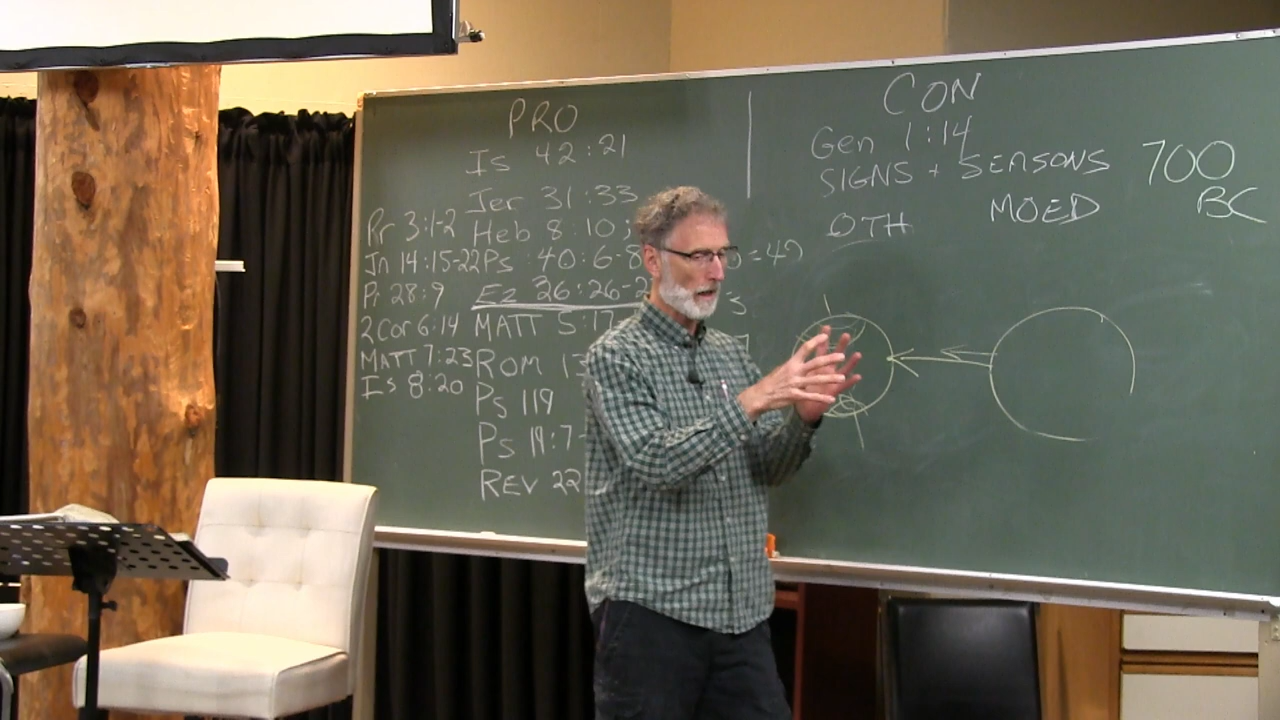 PRO
Is 42:21
Jer 31:33
Pr 3:1-2 Heb 8:10;
Jn 14:15-22 Ps 40:6-8
Pr 28:9 Ez 36:26-2
2Cor 6:14 MATT 5:17
MATT 7:23 ROM 13
Is 8:20
Ps 119
Ps 19:7-
REV 22
CON
Gen 1:14
SIGNS + SEASONS
OTH MOED
700
BC